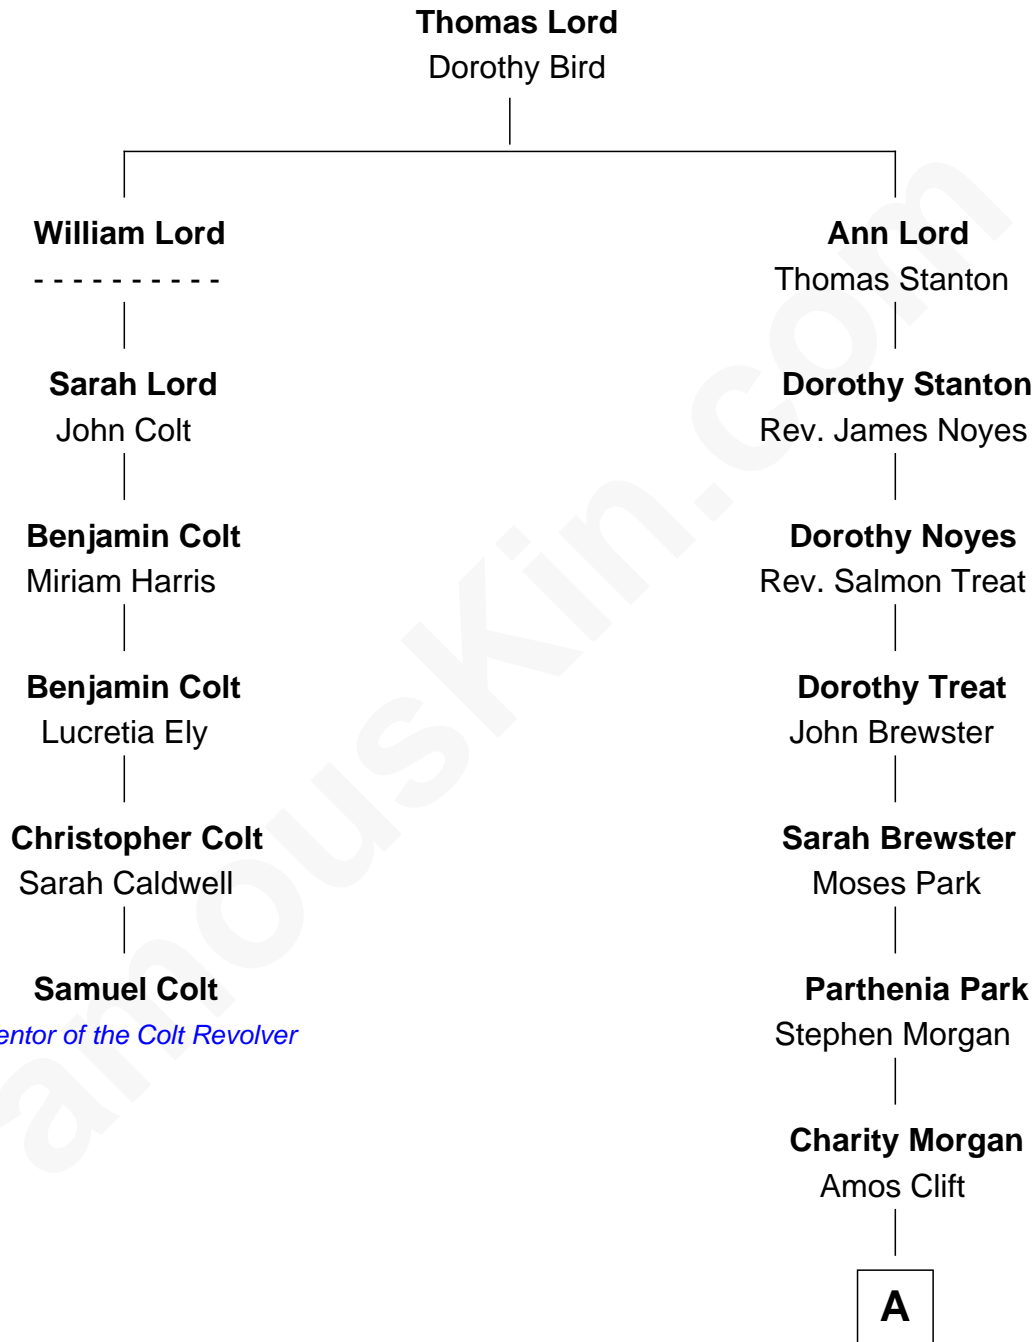 Thomas Lord
Dorothy Bird
William Lord
- - - - - - - - - -
Sarah Lord
John Colt
Benjamin Colt
Miriam Harris
Benjamin Colt
Lucretia Ely
Christopher Colt
Sarah Caldwell
Samuel Colt
entor of the Colt Revolver
Ann Lord
Thomas Stanton
Dorothy Stanton
Rev. James Noyes
Dorothy Noyes
Rev. Salmon Treat
Dorothy Treat
John Brewster
Sarah Brewster
Moses Park
Parthenia Park
Stephen Morgan
Charity Morgan
Amos Clift
A
amouskin.com